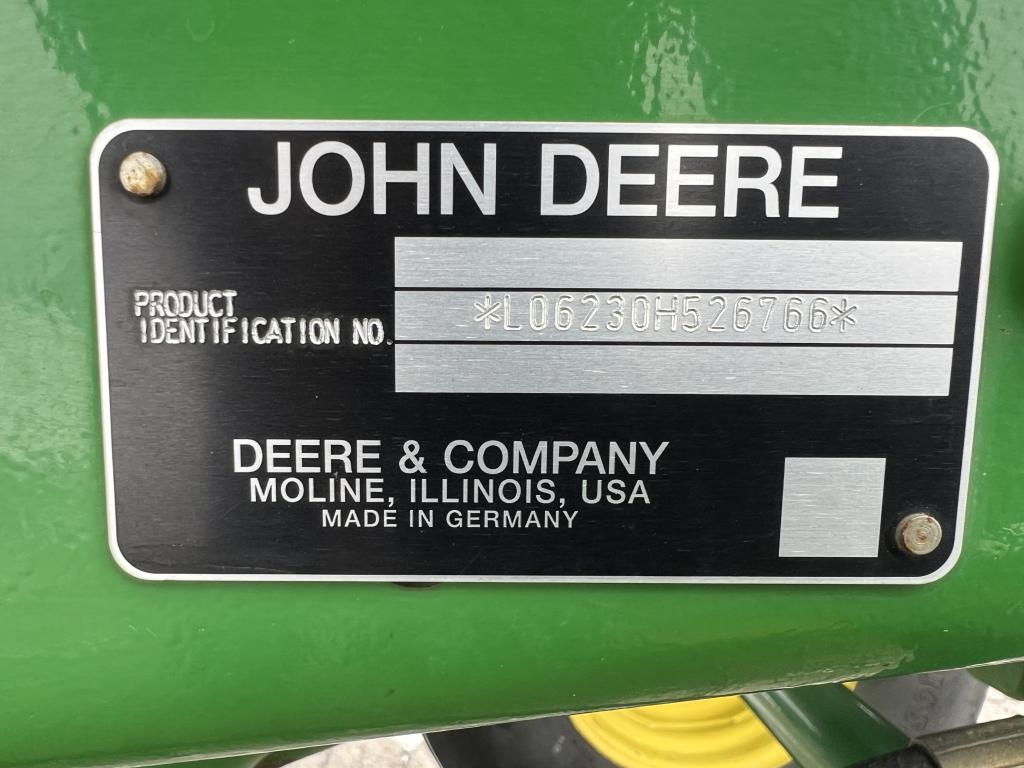 JOHN DEERE
PRODUCT
IDENTIFICATION NO.
*L06230H526766*
DEERE & COMPANY
MOLINE, ILLINOIS, USA
MADE IN GERMANY